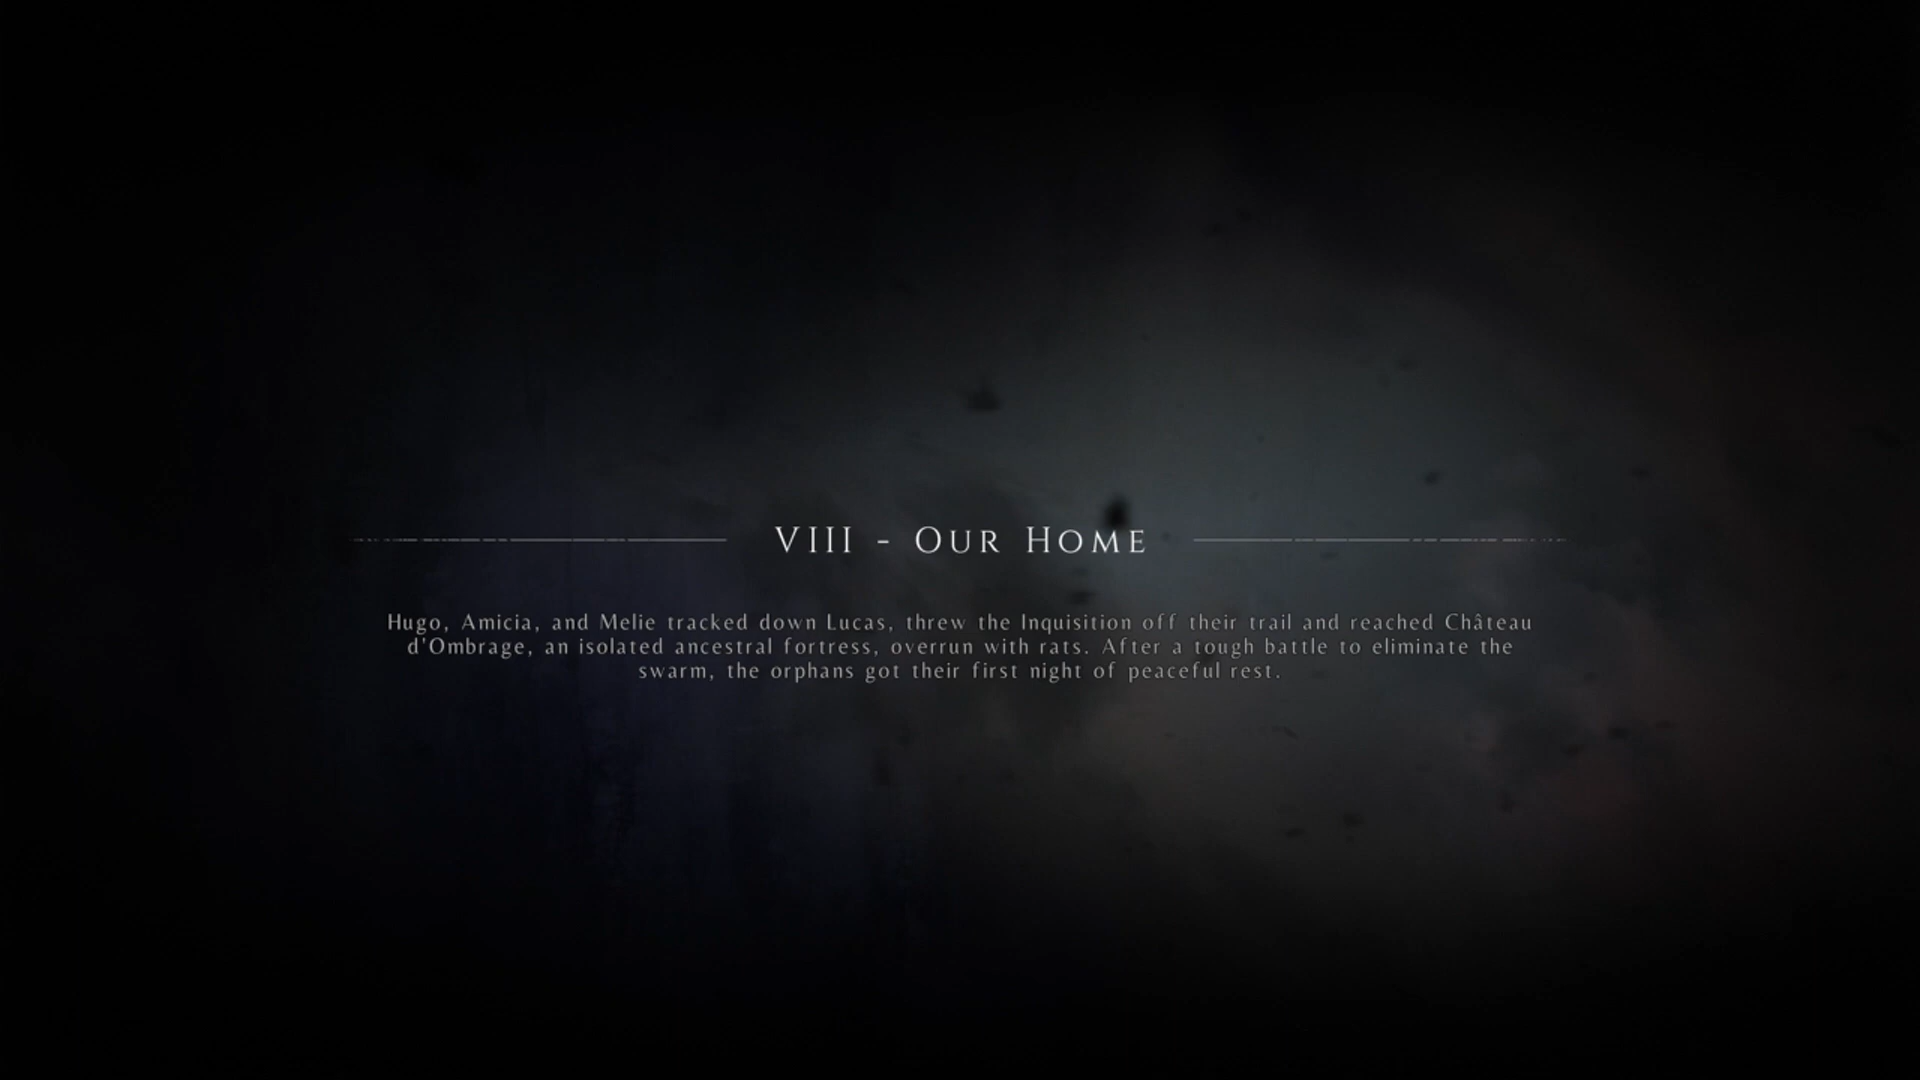 VIII - Our Home
Hugo, Amicia, and Melie tracked down Lucas, threw the Inquisition off their trail and reached Château
d'Ombrage, an isolated ancestral fortress, overrun with rats. After a tough battle to eliminate the
swarm, the orphans got their first night of peaceful rest.